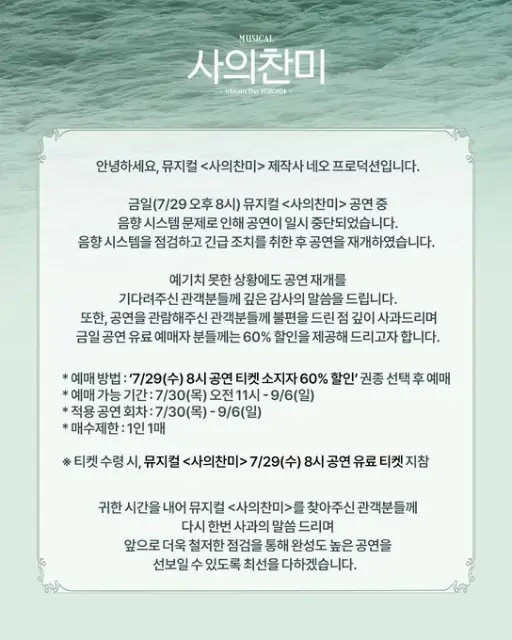 MUSICAL
사의찬미
안녕하세요, 뮤지컬 <사의찬미> 제작사 네오 프로덕션입니다.
금일(7/29 오후 8시) 뮤지컬 <사의찬미> 공연 중
음향 시스템 문제로 인해 공연이 일시 중단되었습니다.
음향 시스템을 점검하고 긴급 조치를 취한 후 공연을 재개하였습니다.
예기치 못한 상황에도 공연 재개를
기다려주신 관객분들께 깊은 감사의 말씀을 드립니다.
또한, 공연을 관람해주신 관객분들께 불편을 드린 점 깊이 사과드리며
금일 공연 유료 예매자 분들께는 60% 할인을 제공해 드리고자 합니다.
* 예매 방법 : '7/29(수) 8시 공연 티켓 소지자 60% 할인' 권종 선택 후 예매
* 예매 가능 기간 : 7/30(목) 오전 11시 - 9/6(일)
* 적용 공연 회차 : 7/30(목) - 9/6(일)
* 매수제한 : 1인 1매
※ 티켓 수령 시, 뮤지컬 <사의찬미> 7/29(수) 8시 공연 유료 티켓 지참
귀한 시간을 내어 뮤지컬 <사의찬미>를 찾아주신 관객분들께
다시 한번 사과의 말씀 드리며
앞으로 더욱 철저한 점검을 통해 완성도 높은 공연을
선보일 수 있도록 최선을 다하겠습니다.